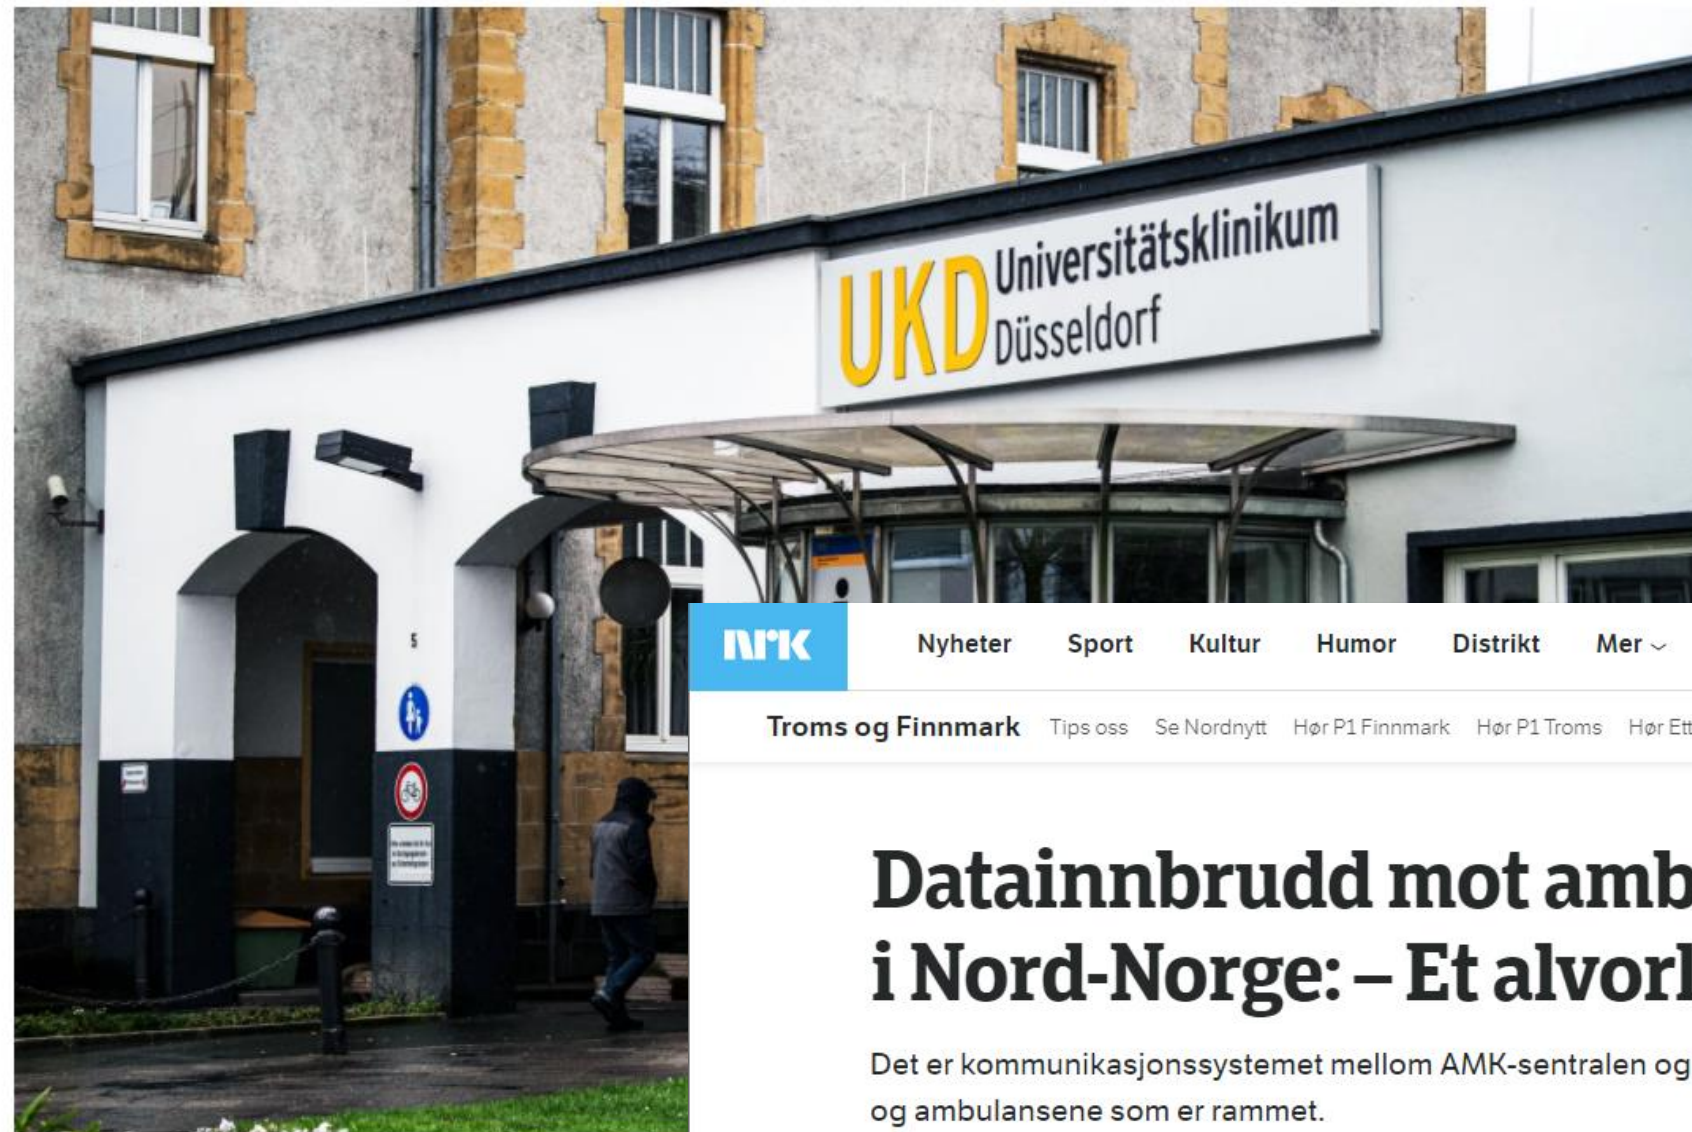 UKD Universitätsklinikum
Düsseldorf
5
nrk
Nyheter Sport Kultur Humor Distrikt Mer
Troms og Finnmark Tips oss Se Nordnytt Hør P1 Finnmark Hør P1 Troms Hør Ett
Datainnbrudd mot amb
i Nord-Norge: – Et alvorl
Det er kommunikasjonssystemet mellom AMK-sentralen og
og ambulansene som er rammet.